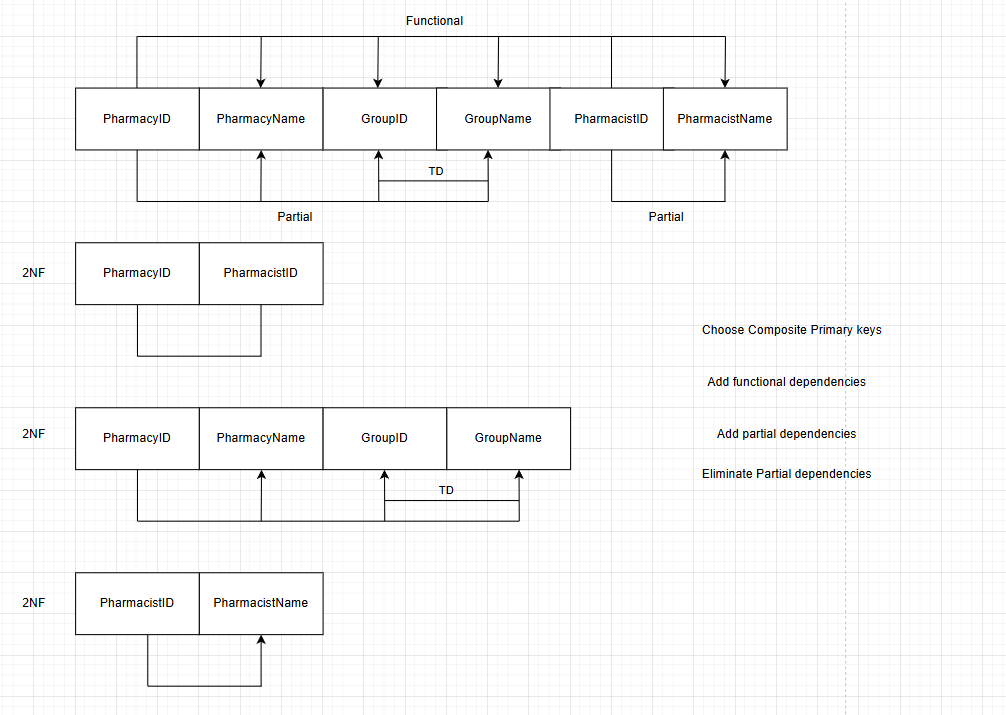 Functional
PharmacyID PharmacyName GroupID GroupName PharmacistID PharmacistName
TD
Partial Partial
2NF PharmacyID PharmacistID
Choose Composite Primary keys
Add functional dependencies
2NF PharmacyID PharmacyName GroupID GroupName Add partial dependencies
Eliminate Partial dependencies
TD
2NF PharmacistID PharmacistName